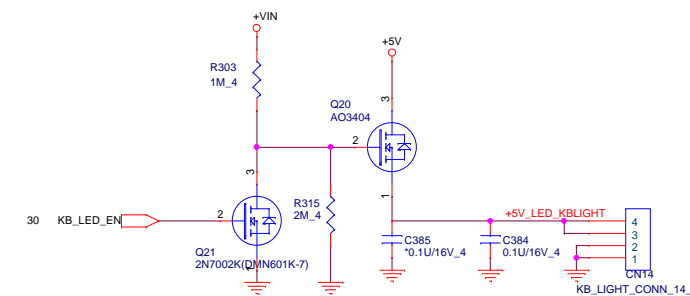 +VIN
+5V
R303
1M_4
3
Q20
AO3404
2
3
1
R315
2M_4
30 KB_LED_EN
2
Q21
2N7002K(DMN601K-7)
1
+5V_LED_KBLIGHT
C385
*0.1U/16V_4
C384
0.1U/16V_4
4
3
2
1
CN14
KB_LIGHT_CONN_14_